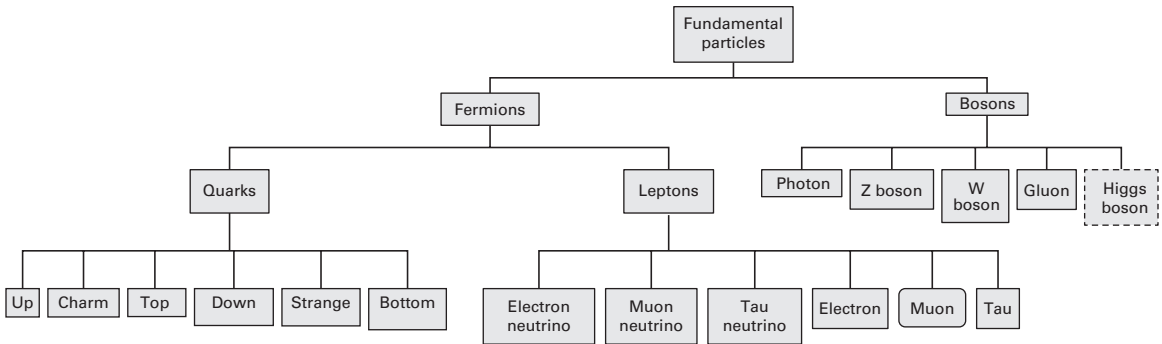 Fundamental
particles
Fermions
Bosons
Quarks
Leptons
Photon
Z boson
W
boson
Gluon
Higgs
boson
Up
Charm
Top
Down
Strange
Bottom
Electron
neutrino
Muon
neutrino
Tau
neutrino
Electron
Muon
Tau